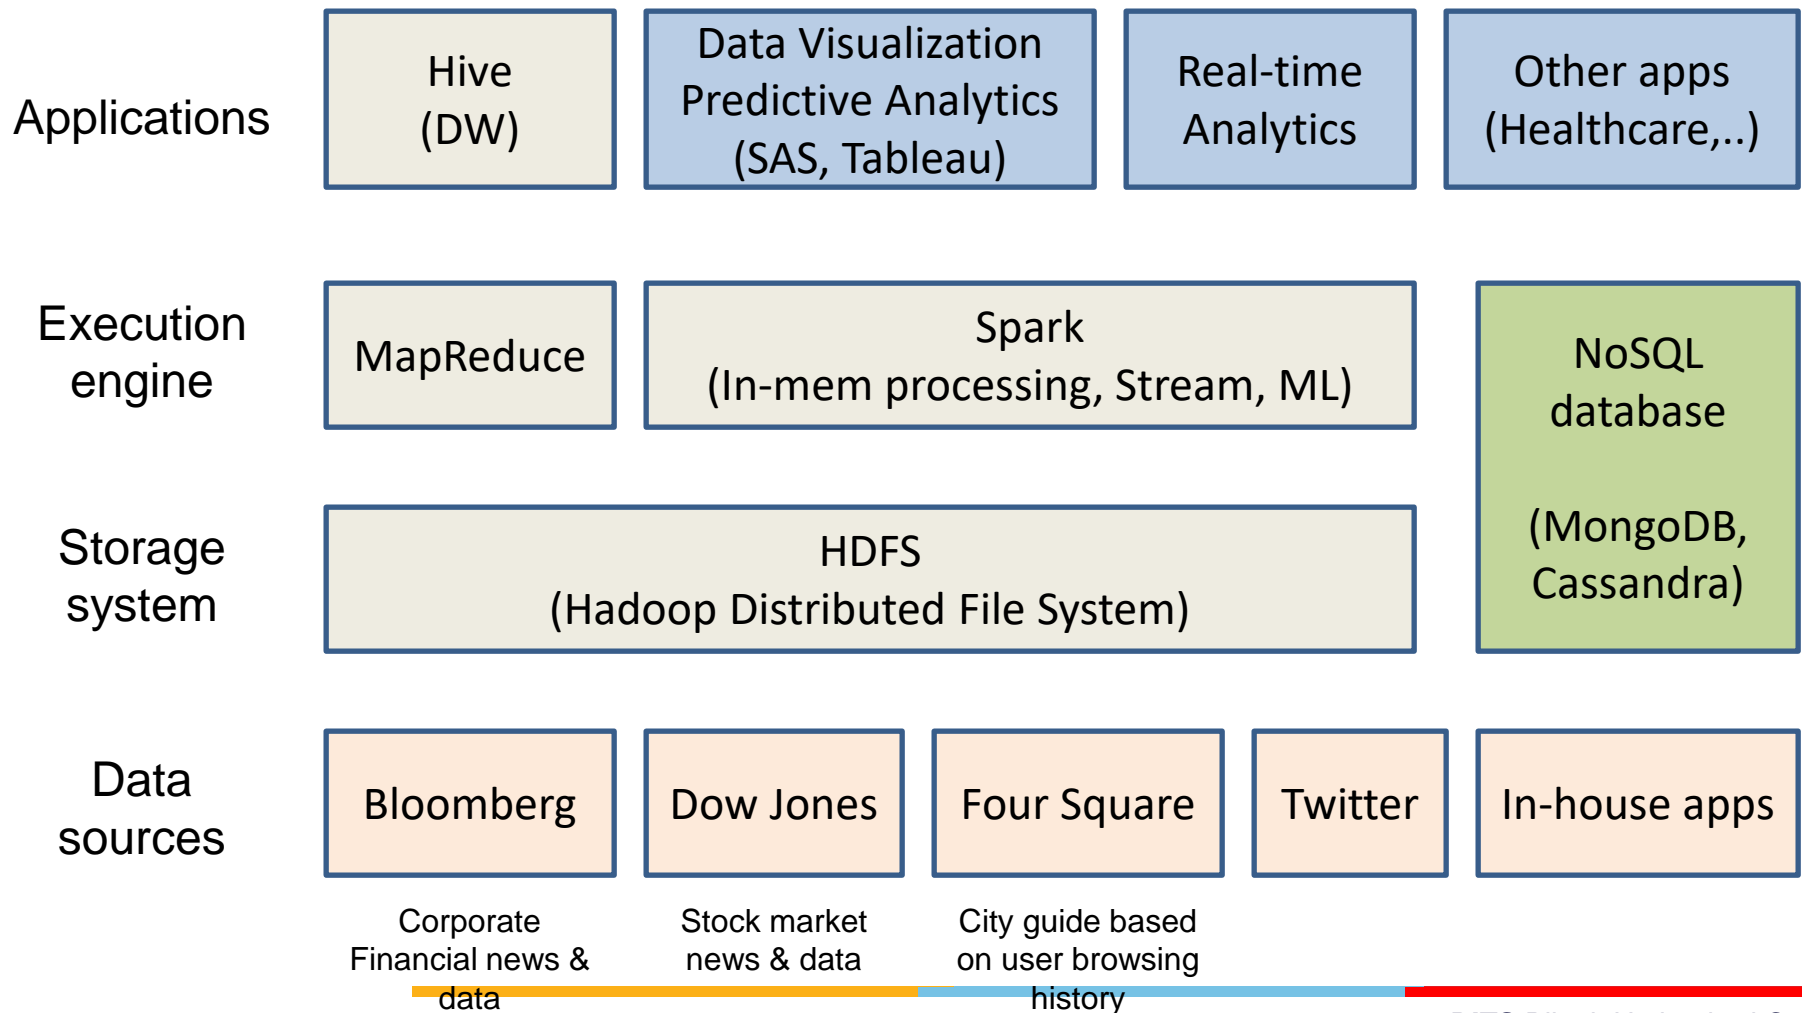 Applications
Hive
(DW)
Data Visualization
Predictive Analytics
(SAS, Tableau)
Real-time
Analytics
Other apps
(Healthcare,..)
Execution
engine
MapReduce
Spark
(In-mem processing, Stream, ML)
NoSQL
database
(MongoDB,
Cassandra)
Storage
system
HDFS
(Hadoop Distributed File System)
Data
sources
Bloomberg
Dow Jones
Four Square
Twitter
In-house apps
Corporate
Financial news &
data
Stock market
news & data
City guide based
on user browsing
history